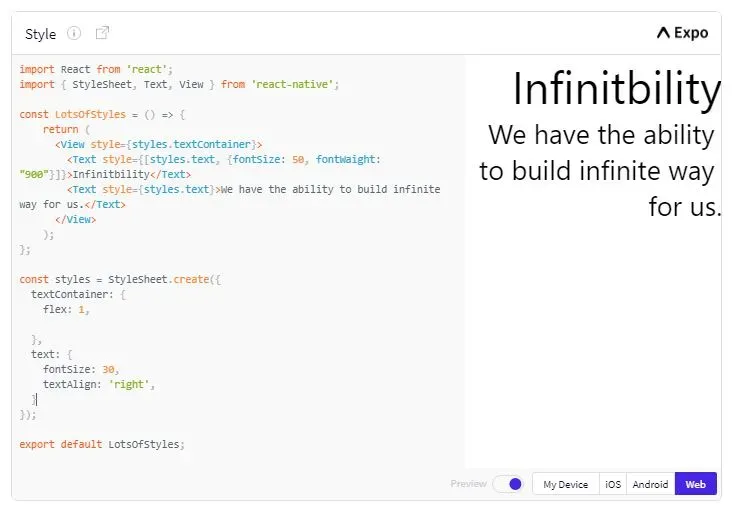 Style
Expo
import React from 'react';
import { StyleSheet, Text, View } from 'react-native';
const LotsOfStyles = () => {
return (
<View style={styles.textContainer}>
<Text style={[styles.text, {fontSize: 50, fontWaight:
"900"}]}>Infinitbility</Text>
<Text style={styles.text}>We have the ability to build infinite
way for us.</Text>
</View>
);
};
const styles = StyleSheet.create({
textContainer: {
flex: 1,
},
text: {
fontSize: 30,
textAlign: 'right',
}
});
export default LotsOfStyles;
Infinitbility
We have the ability
to build infinite way
for us.
Preview
My Device
iOS
Android
Web